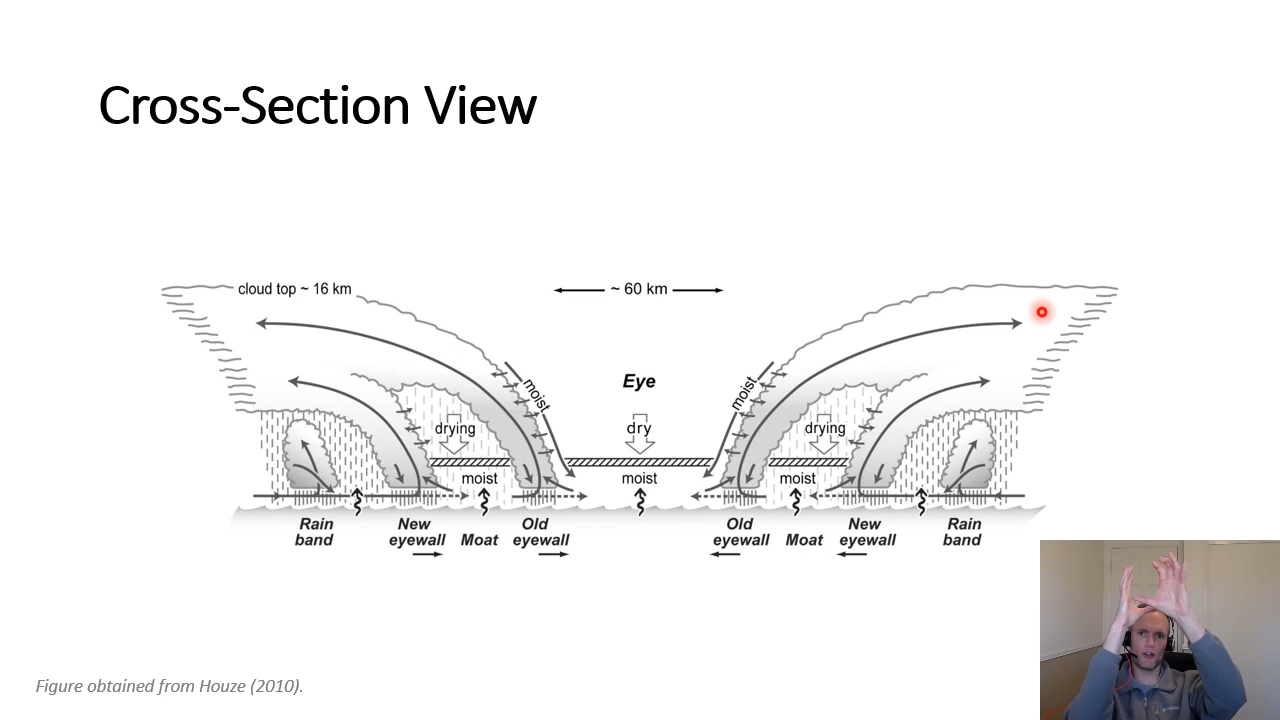 Cross-Section View
cloud top ~ 16 km
~ 60 km
moist
Eye
moist
drying
dry
drying
moist
moist
moist
Rain
band
New
eyewall
Moat
Old
eyewall
Old
eyewall
Moat
New
eyewall
Rain
band
Figure obtained from Houze (2010).